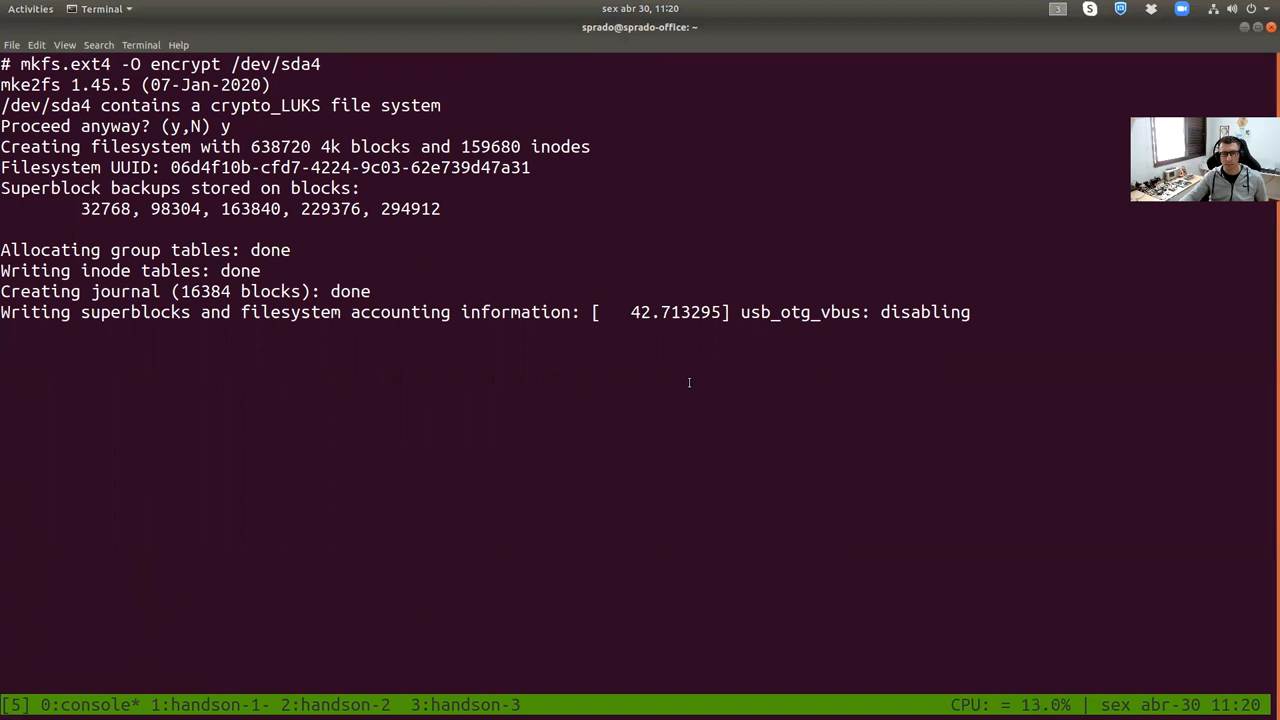 Activities Terminal sex abr 30, 11:20 3 S
sprado@sprado-office: ~
File Edit View Search Terminal Help
# mkfs.ext4 -O encrypt /dev/sda4
mke2fs 1.45.5 (07-Jan-2020)
/dev/sda4 contains a crypto_LUKS file system
Proceed anyway? (y,N) y
Creating filesystem with 638720 4k blocks and 159680 inodes
Filesystem UUID: 06d4f10b-cfd7-4224-9c03-62e739d47a31
Superblock backups stored on blocks:
32768, 98304, 163840, 229376, 294912
Allocating group tables: done
Writing inode tables: done
Creating journal (16384 blocks): done
Writing superblocks and filesystem accounting information: [   42.713295] usb_otg_vbus: disabling
[5] 0:console* 1:handson-1- 2:handson-2  3:handson-3 CPU: = 13.0% | sex abr-30 11:20